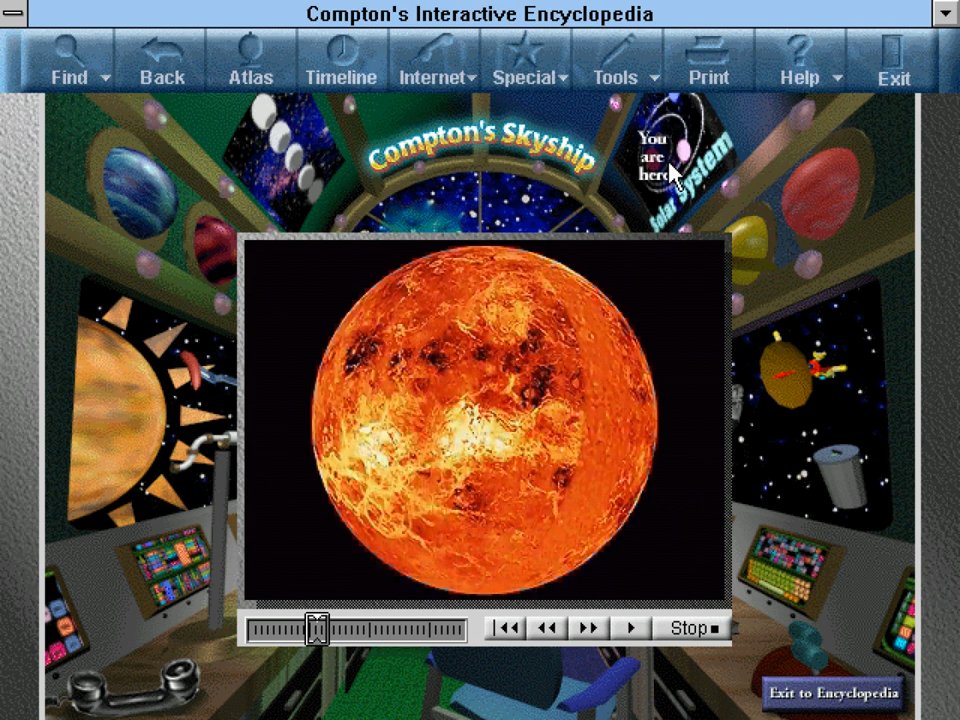 Compton's Interactive Encyclopedia
Find
Back
Atlas
Timeline
Internet
Special
Tools
Print
Help
Exit
Compton's Skyship
You
are
here
Solar System
Stop
Exit to Encyclopedia